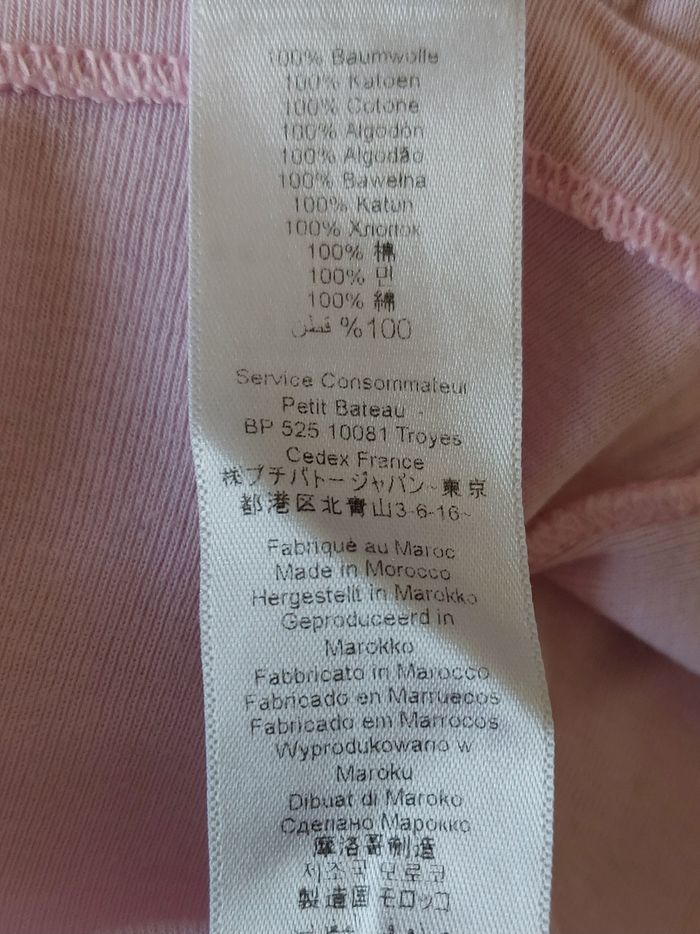 100% Baumwolle
100% Katoen
100% Cotone
100% Algodón
100% Algodão
100% Bawełna
100% Katun
100% Хлопок
100% 棉
100% 면
100% 綿
100% قطن
Service Consommateur
Petit Bateau -
BP 525 10081 Troyes
Cedex France
㈱プチバトージャパン~東京
都港区北青山3-6-16~
Fabriqué au Maroc
Made in Morocco
Hergestellt in Marokko
Geproduceerd in
Marokko
Fabbricato in Marocco
Fabricado en Marruecos
Fabricado em Marrocos
Wyprodukowano w
Maroku
Dibuat di Maroko
Сделано Марокко
摩洛哥制造
제조국 모로코
製造国モロッコ